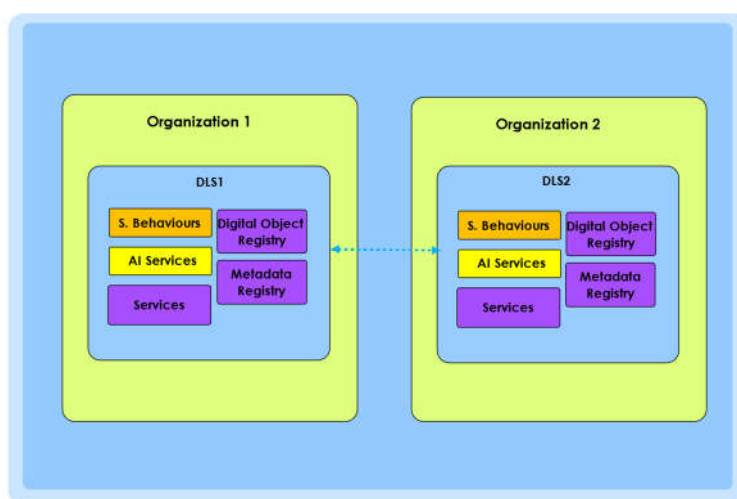 Organization 1
DLS1
S. Behaviours
Digital Object
Registry
AI Services
Metadata
Registry
Services
Organization 2
DLS2
S. Behaviours
Digital Object
Registry
AI Services
Metadata
Registry
Services